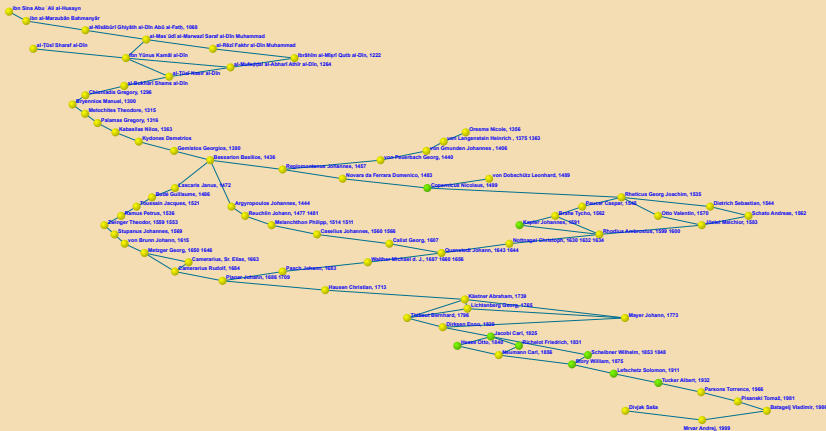 Ibn Sina Abu `Ali al-Husayn
ibn al-Marzubān Bahmanyār
al-Nīsābūrī Ghiyāth al-Dīn Abū al-Fatḥ, 1068
al-Mas`ūdī al-Marwazī Šaraf al-Dīn Muhammad
al-Ṭūsī Sharaf al-Dīn
al-Rāzī Fakhr al-Dīn Muhammad
Ibn Yūnus Kamāl al-Dīn
Ibrāhīm al-Miṣrī Quṭb al-Dīn, 1222
al-Mufaḍḍal al-Abharī Athīr al-Dīn, 1264
al-Ṭūsī Naṣīr al-Dīn
al-Bukhārī Shams al-Dīn
Chioniadis Gregory, 1296
Bryennios Manuel, 1300
Metochites Theodore, 1315
Palamas Gregory, 1316
Kabasilas Nilos, 1363
Kydones Demetrios
Oresme Nicole, 1356
von Langenstein Heinrich , 1375 1363
von Gmunden Johannes , 1406
Gemistos Georgios, 1380
Bessarion Basilios, 1436
von Peuerbach Georg, 1440
Regiomontanus Johannes, 1457
Novara da Ferrara Domenico, 1483
von Dobschütz Leonhard, 1489
Copernicus Nicolaus, 1499
Lascaris Janus, 1472
Budé Guillaume, 1486
Toussain Jacques, 1521
Ramus Petrus, 1536
Zwinger Theodor, 1559 1553
Stupanus Johannes, 1569
von Brunn Johann, 1615
Metzger Georg, 1650 1646
Argyropoulos Johannes, 1444
Reuchlin Johann, 1477 1481
Melanchthon Philipp, 1514 1511
Caselius Johannes, 1560 1566
Calixt Georg, 1607
Quenstedt Johann, 1643 1644
Rheticus Georg Joachim, 1535
Peucer Caspar, 1545
Dietrich Sebastian, 1544
Brahe Tycho, 1562
Otto Valentin, 1570
Schato Andreas, 1562
Kepler Johannes, 1591
Jöstel Melchior, 1583
Rhodius Ambrosius, 1599 1600
Nottnagel Christoph, 1630 1632 1634
Camerarius, Sr. Elias, 1663
Camerarius Rudolf, 1684
Walther Michael d. J., 1687 1660 1656
Pasch Johann, 1683
Planer Johann, 1686 1709
Hausen Christian, 1713
Kästner Abraham, 1739
Lichtenberg Georg, 1765
Thibaut Bernhard, 1796
Mayer Johann, 1773
Dirksen Enno, 1820
Jacobi Carl, 1825
Hesse Otto, 1840
Richelot Friedrich, 1831
Neumann Carl, 1856
Scheibner Wilhelm, 1853 1848
Story William, 1875
Lefschetz Solomon, 1911
Tucker Albert, 1932
Parsons Torrence, 1966
Pisanski Tomaž, 1981
Batagelj Vladimir, 1986
Divjak Saša
Mrvar Andrej, 1999